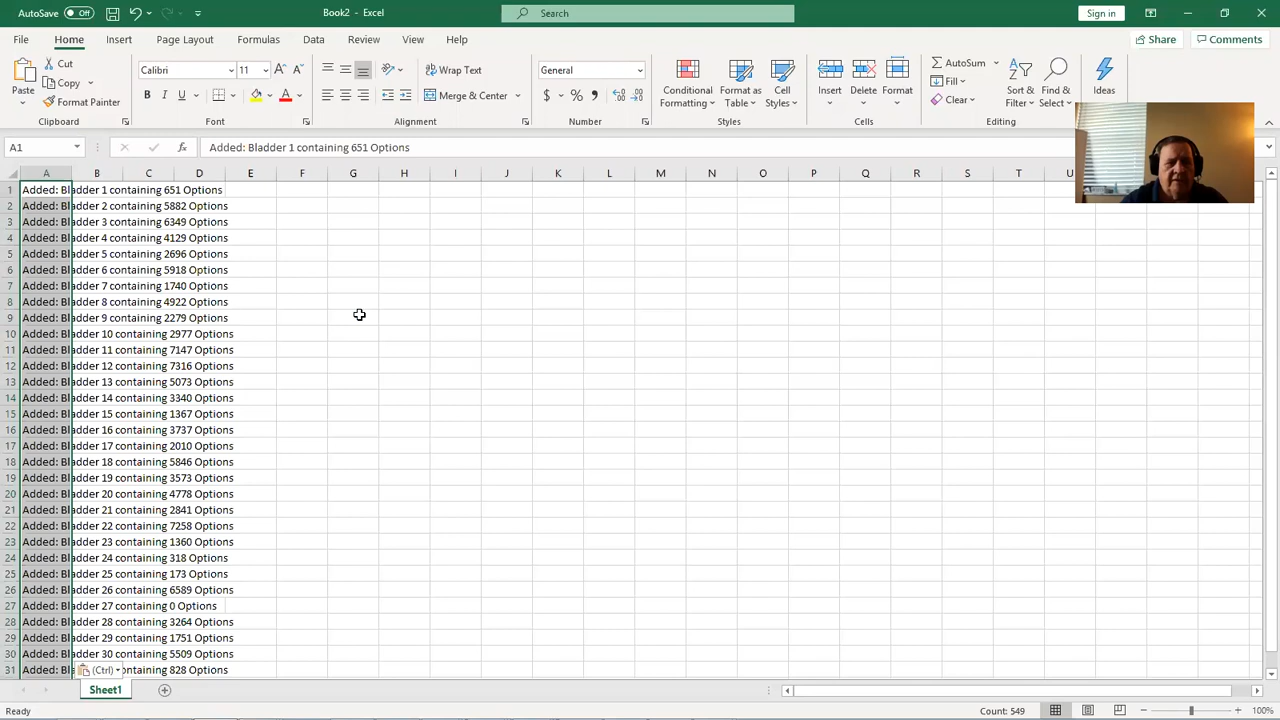 AutoSave Off Book2 - Excel Search Sign in
File Home Insert Page Layout Formulas Data Review View Help Share Comments
Paste Cut Copy Format Painter Clipboard
Calibri 11 B I U Font
Wrap Text Merge & Center
General $ % Number
Conditional Formatting Format as Table Cell Styles Styles
Insert Delete Format Cells
AutoSum Fill Clear Sort & Filter Find & Select Editing
Ideas
A1 fx Added: Bladder 1 containing 651 Options
A B C D E F G H I J K L M N O P Q R S T U
1 Added: Bladder 1 containing 651 Options
2 Added: Bladder 2 containing 5882 Options
3 Added: Bladder 3 containing 6349 Options
4 Added: Bladder 4 containing 4129 Options
5 Added: Bladder 5 containing 2696 Options
6 Added: Bladder 6 containing 5918 Options
7 Added: Bladder 7 containing 1740 Options
8 Added: Bladder 8 containing 4922 Options
9 Added: Bladder 9 containing 2279 Options
10 Added: Bladder 10 containing 2977 Options
11 Added: Bladder 11 containing 7147 Options
12 Added: Bladder 12 containing 7316 Options
13 Added: Bladder 13 containing 5073 Options
14 Added: Bladder 14 containing 3340 Options
15 Added: Bladder 15 containing 1367 Options
16 Added: Bladder 16 containing 3737 Options
17 Added: Bladder 17 containing 2010 Options
18 Added: Bladder 18 containing 5846 Options
19 Added: Bladder 19 containing 3573 Options
20 Added: Bladder 20 containing 4778 Options
21 Added: Bladder 21 containing 2841 Options
22 Added: Bladder 22 containing 7258 Options
23 Added: Bladder 23 containing 1360 Options
24 Added: Bladder 24 containing 318 Options
25 Added: Bladder 25 containing 173 Options
26 Added: Bladder 26 containing 6589 Options
27 Added: Bladder 27 containing 0 Options
28 Added: Bladder 28 containing 3264 Options
29 Added: Bladder 29 containing 1751 Options
30 Added: Bladder 30 containing 5509 Options
31 Added: Bl (Ctrl) ontaining 828 Options
Sheet1
Ready Count: 549 100%